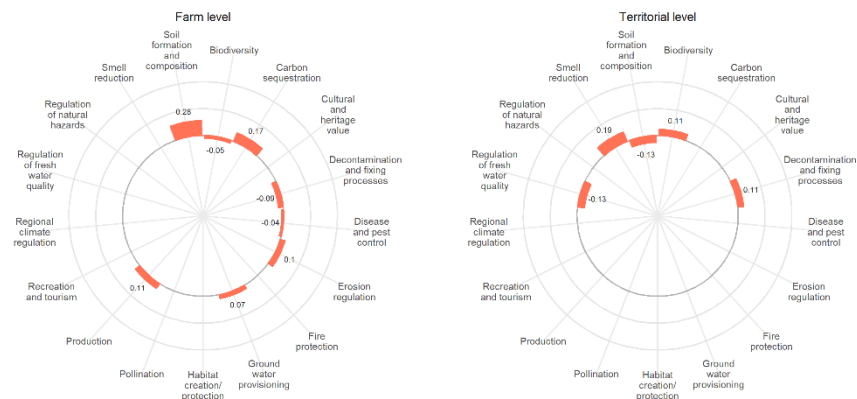 Farm level
Soil
formation
and
composition
Biodiversity
Carbon
sequestration
Cultural
and
heritage
value
Decontamination
and fixing
processes
Disease
and pest
control
Erosion
regulation
Fire
protection
Ground
water
provisioning
Habitat
creation/
protection
Pollination
Production
Recreation
and tourism
Regional
climate
regulation
Regulation
of fresh
water
quality
Regulation
of natural
hazards
Smell
reduction
0.28
-0.05
0.17
-0.09
-0.04
0.1
0.07
0.11
Territorial level
Soil
formation
and
composition
Biodiversity
Carbon
sequestration
Cultural
and
heritage
value
Decontamination
and fixing
processes
Disease
and pest
control
Erosion
regulation
Fire
protection
Ground
water
provisioning
Habitat
creation/
protection
Pollination
Production
Recreation
and tourism
Regional
climate
regulation
Regulation
of fresh
water
quality
Regulation
of natural
hazards
Smell
reduction
0.19
-0.13
0.11
0.11
-0.13